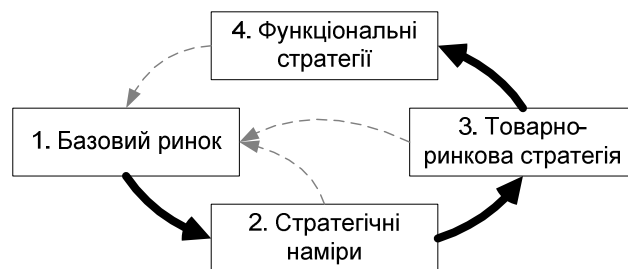 4. Функціональні
стратегії
1. Базовий ринок
3. Товарно-
ринкова стратегія
2. Стратегічні
наміри